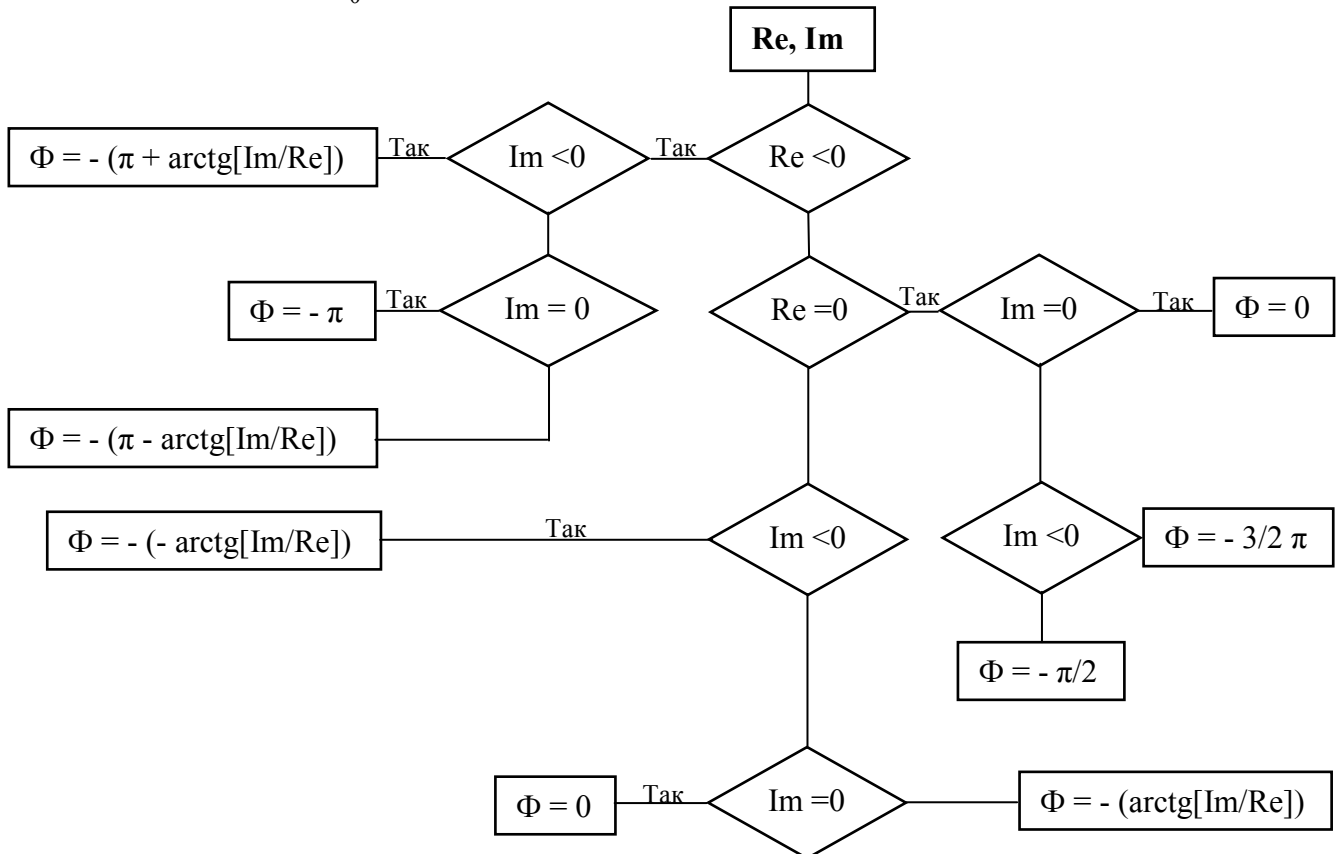 0
Re, Im
Φ = - (π + arctg[Im/Re])
Так
Im <0
Так
Re <0
Φ = - π
Так
Im = 0
Re =0
Так
Im =0
Так
Φ = 0
Φ = - (π - arctg[Im/Re])
Φ = - (- arctg[Im/Re])
Так
Im <0
Im <0
Φ = - 3/2 π
Φ = - π/2
Φ = 0
Так
Im =0
Φ = - (arctg[Im/Re])